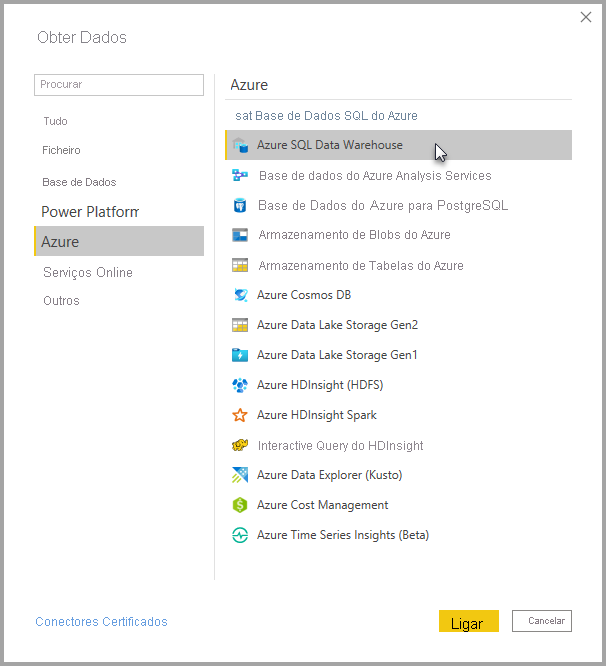 Obter Dados
Procurar
Tudo
Ficheiro
Base de Dados
Power Platform
Azure
Serviços Online
Outros
Azure
sat Base de Dados SQL do Azure
Azure SQL Data Warehouse
Base de dados do Azure Analysis Services
Base de Dados do Azure para PostgreSQL
Armazenamento de Blobs do Azure
Armazenamento de Tabelas do Azure
Azure Cosmos DB
Azure Data Lake Storage Gen2
Azure Data Lake Storage Gen1
Azure HDInsight (HDFS)
Azure HDInsight Spark
Interactive Query do HDInsight
Azure Data Explorer (Kusto)
Azure Cost Management
Azure Time Series Insights (Beta)
Conectores Certificados
Ligar
Cancelar